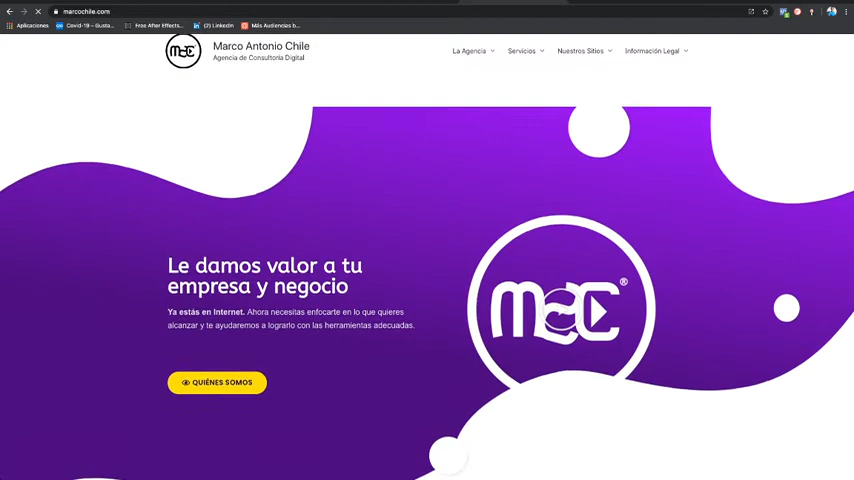 marcochile.com
Aplicaciones
Covid-19 – Gusta...
Free After Effects...
(2) LinkedIn
Más Audiencias b...
mac
Marco Antonio Chile
Agencia de Consultoría Digital
La Agencia
Servicios
Nuestros Sitios
Información Legal
Le damos valor a tu
empresa y negocio
Ya estás en Internet. Ahora necesitas enfocarte en lo que quieres
alcanzar y te ayudaremos a lograrlo con las herramientas adecuadas.
mac®
QUIÉNES SOMOS